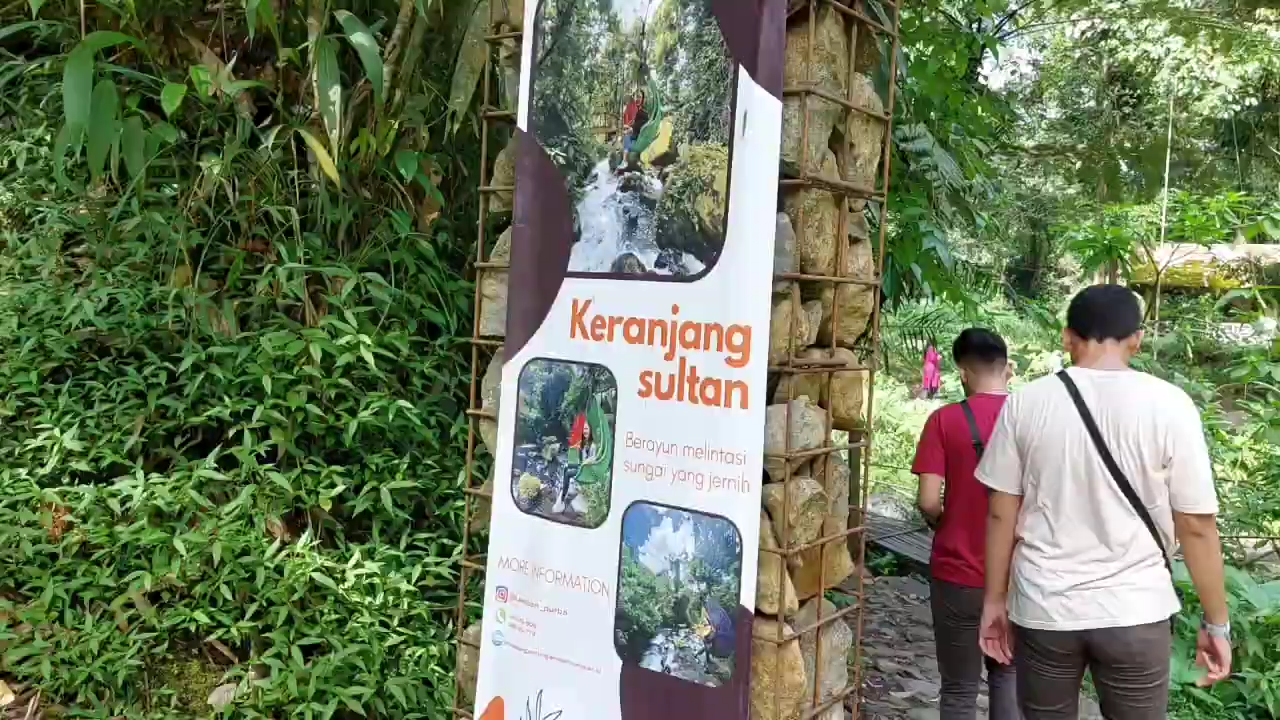 Keranjang
sultan
Berayun melintasi
sungai yang jernih
MORE INFORMATION